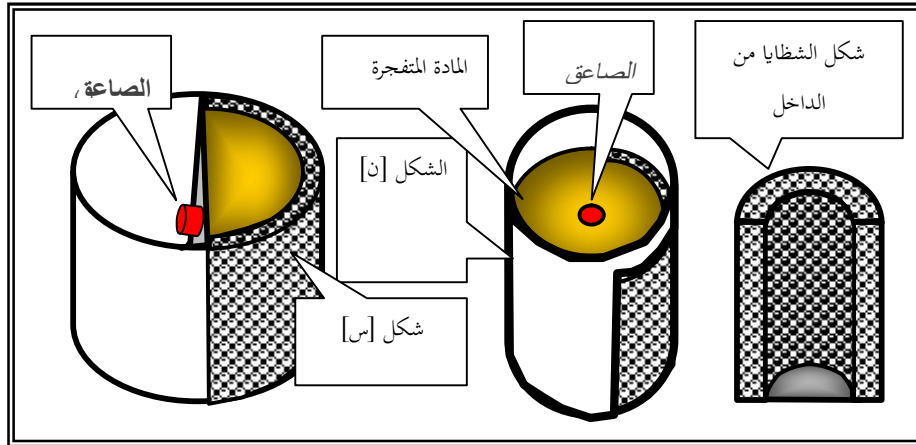 شكل الشظايا من
الداخل
الصاعق
المادة المتفجرة
الصاعق
الشكل [ن]
شكل [س]